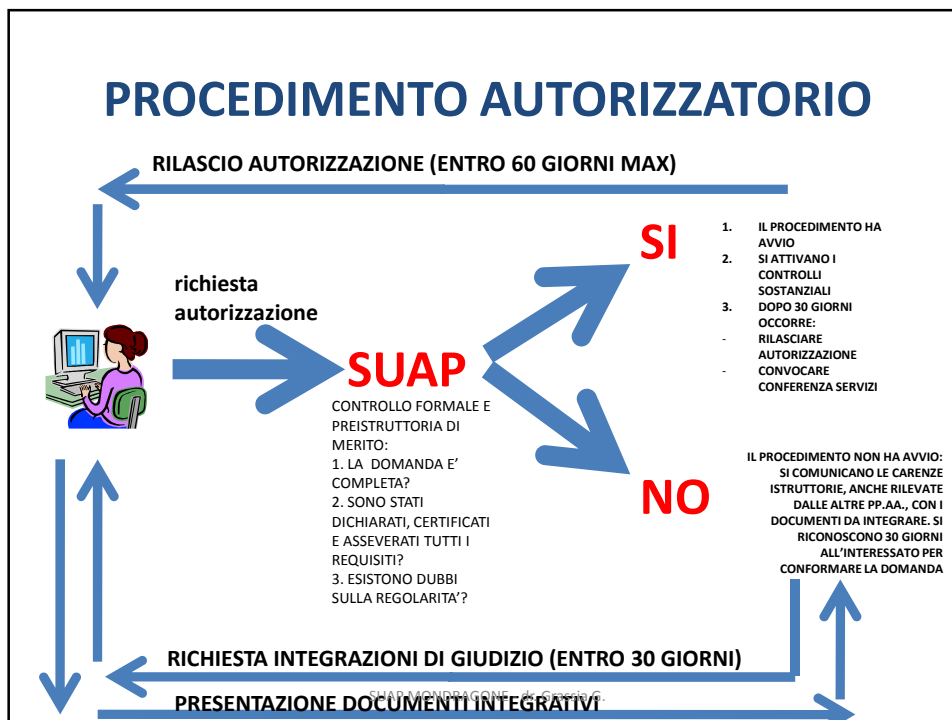 PROCEDIMENTO AUTORIZZATORIO
RILASCIO AUTORIZZAZIONE (ENTRO 60 GIORNI MAX)
richiesta
autorizzazione
SUAP
CONTROLLO FORMALE E
PREISTRUTTORIA DI
MERITO:
1. LA DOMANDA E'
COMPLETA?
2. SONO STATI
DICHIARATI, CERTIFICATI
E ASSEVERATI TUTTI I
REQUISITI?
3. ESISTONO DUBBI
SULLA REGOLARITA'?
SI
1. IL PROCEDIMENTO HA
AVVIO
2. SI ATTIVANO I
CONTROLLI
SOSTANZIALI
3. DOPO 30 GIORNI
OCCORRE:
- RILASCIARE
AUTORIZZAZIONE
- CONVOCARE
CONFERENZA SERVIZI
NO
IL PROCEDIMENTO NON HA AVVIO:
SI COMUNICANO LE CARENZE
ISTRUTTORIE, ANCHE RILEVATE
DALLE ALTRE PP.AA., CON I
DOCUMENTI DA INTEGRARE. SI
RICONOSCONO 30 GIORNI
ALL'INTERESSATO PER
CONFORMARE LA DOMANDA
RICHIESTA INTEGRAZIONI DI GIUDIZIO (ENTRO 30 GIORNI)
SUAP MONDRAGONE - dr. Grassia G.
PRESENTAZIONE DOCUMENTI INTEGRATIVI